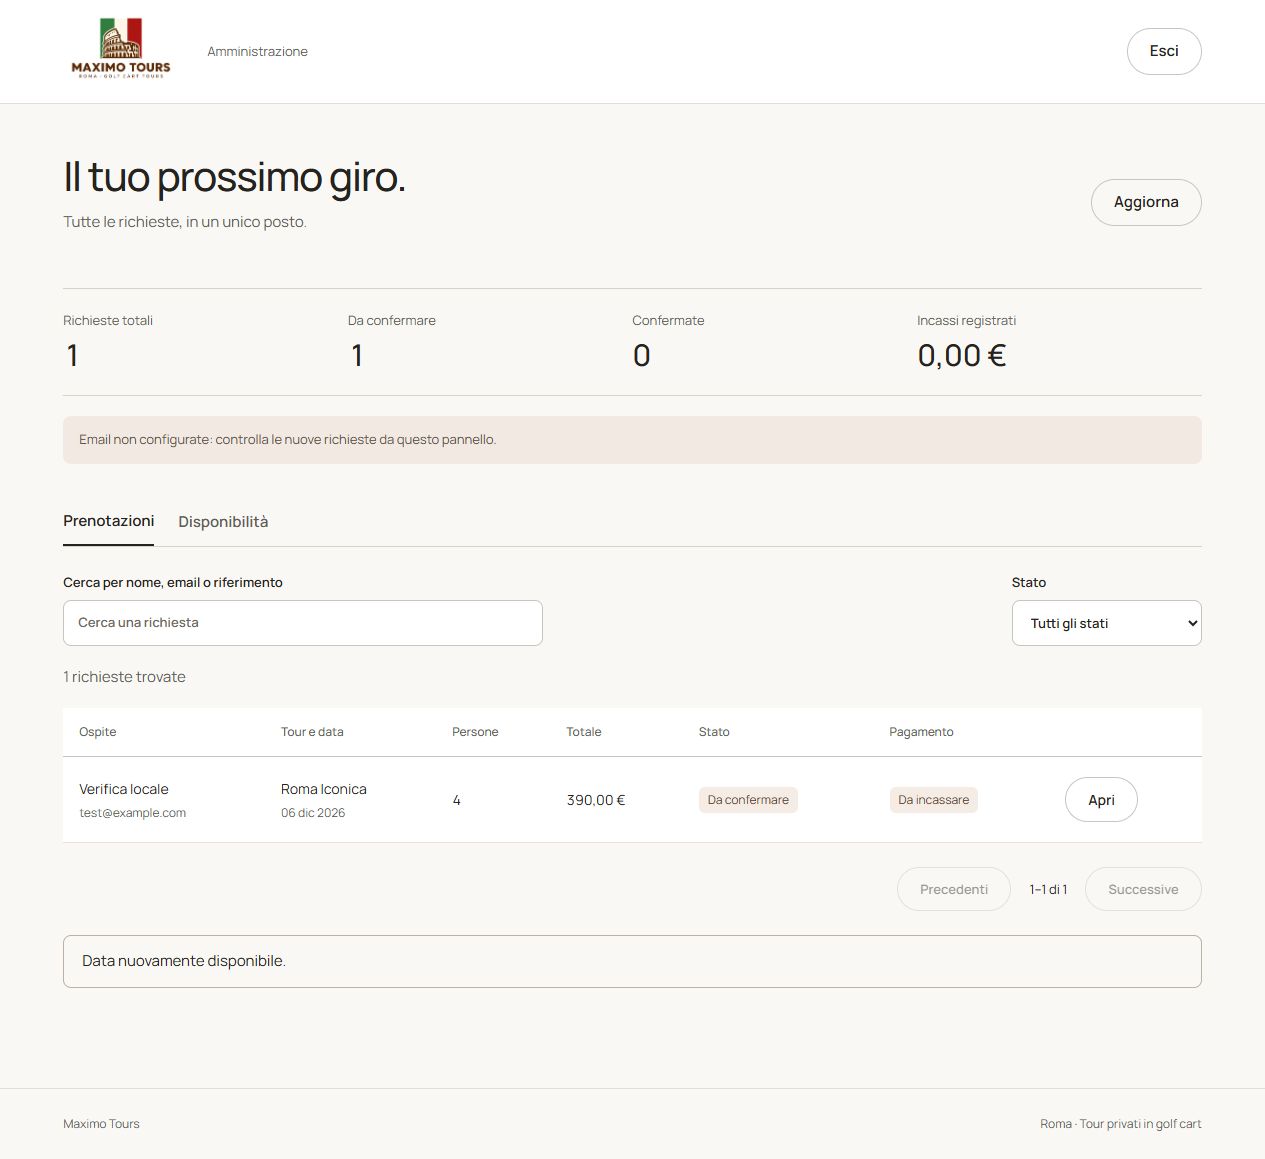 MAXIMO TOURS
ROMA · GOLF CART TOURS
Amministrazione
Esci
Il tuo prossimo giro.
Tutte le richieste, in un unico posto.
Aggiorna
Richieste totali
Da confermare
Confermate
Incassi registrati
1
1
0
0,00 €
Email non configurate: controlla le nuove richieste da questo pannello.
Prenotazioni
Disponibilità
Cerca per nome, email o riferimento
Stato
Cerca una richiesta
Tutti gli stati
1 richieste trovate
Ospite
Tour e data
Persone
Totale
Stato
Pagamento
Verifica locale
test@example.com
Roma Iconica
06 dic 2026
4
390,00 €
Da confermare
Da incassare
Apri
Precedenti
1–1 di 1
Successive
Data nuovamente disponibile.
Maximo Tours
Roma · Tour privati in golf cart